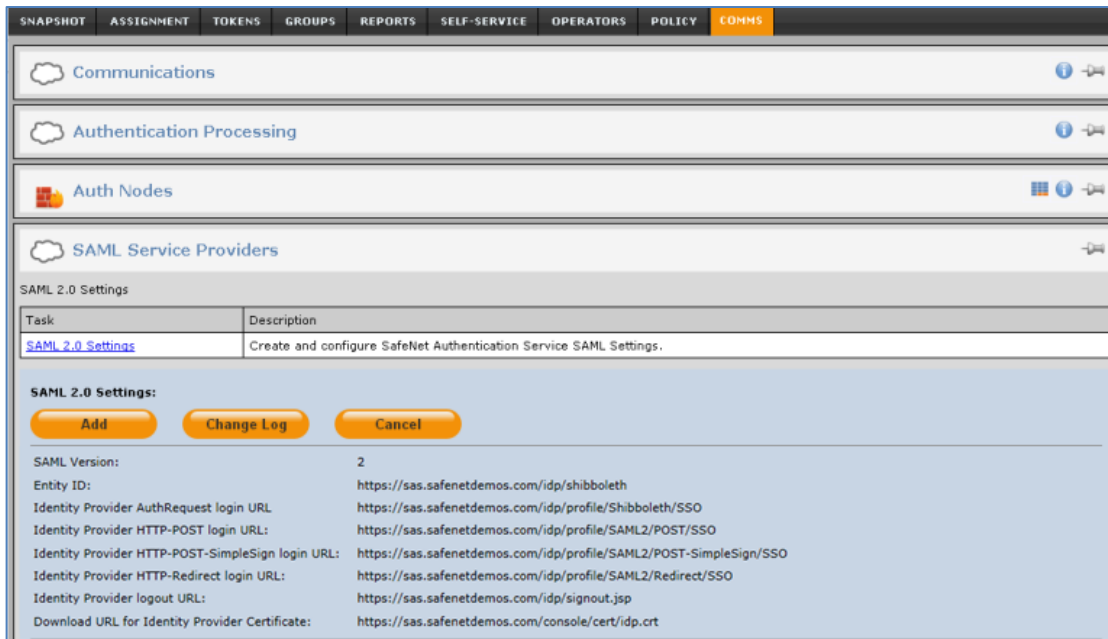 SNAPSHOT ASSIGNMENT TOKENS GROUPS REPORTS SELF-SERVICE OPERATORS POLICY COMMS
Communications
Authentication Processing
Auth Nodes
SAML Service Providers
SAML 2.0 Settings
Task Description
SAML 2.0 Settings Create and configure SafeNet Authentication Service SAML Settings.
SAML 2.0 Settings:
Add Change Log Cancel
SAML Version: 2
Entity ID: https://sas.safenetdemos.com/idp/shibboleth
Identity Provider AuthRequest login URL https://sas.safenetdemos.com/idp/profile/Shibboleth/SSO
Identity Provider HTTP-POST login URL: https://sas.safenetdemos.com/idp/profile/SAML2/POST/SSO
Identity Provider HTTP-POST-SimpleSign login URL: https://sas.safenetdemos.com/idp/profile/SAML2/POST-SimpleSign/SSO
Identity Provider HTTP-Redirect login URL: https://sas.safenetdemos.com/idp/profile/SAML2/Redirect/SSO
Identity Provider logout URL: https://sas.safenetdemos.com/idp/signout.jsp
Download URL for Identity Provider Certificate: https://sas.safenetdemos.com/console/cert/idp.crt